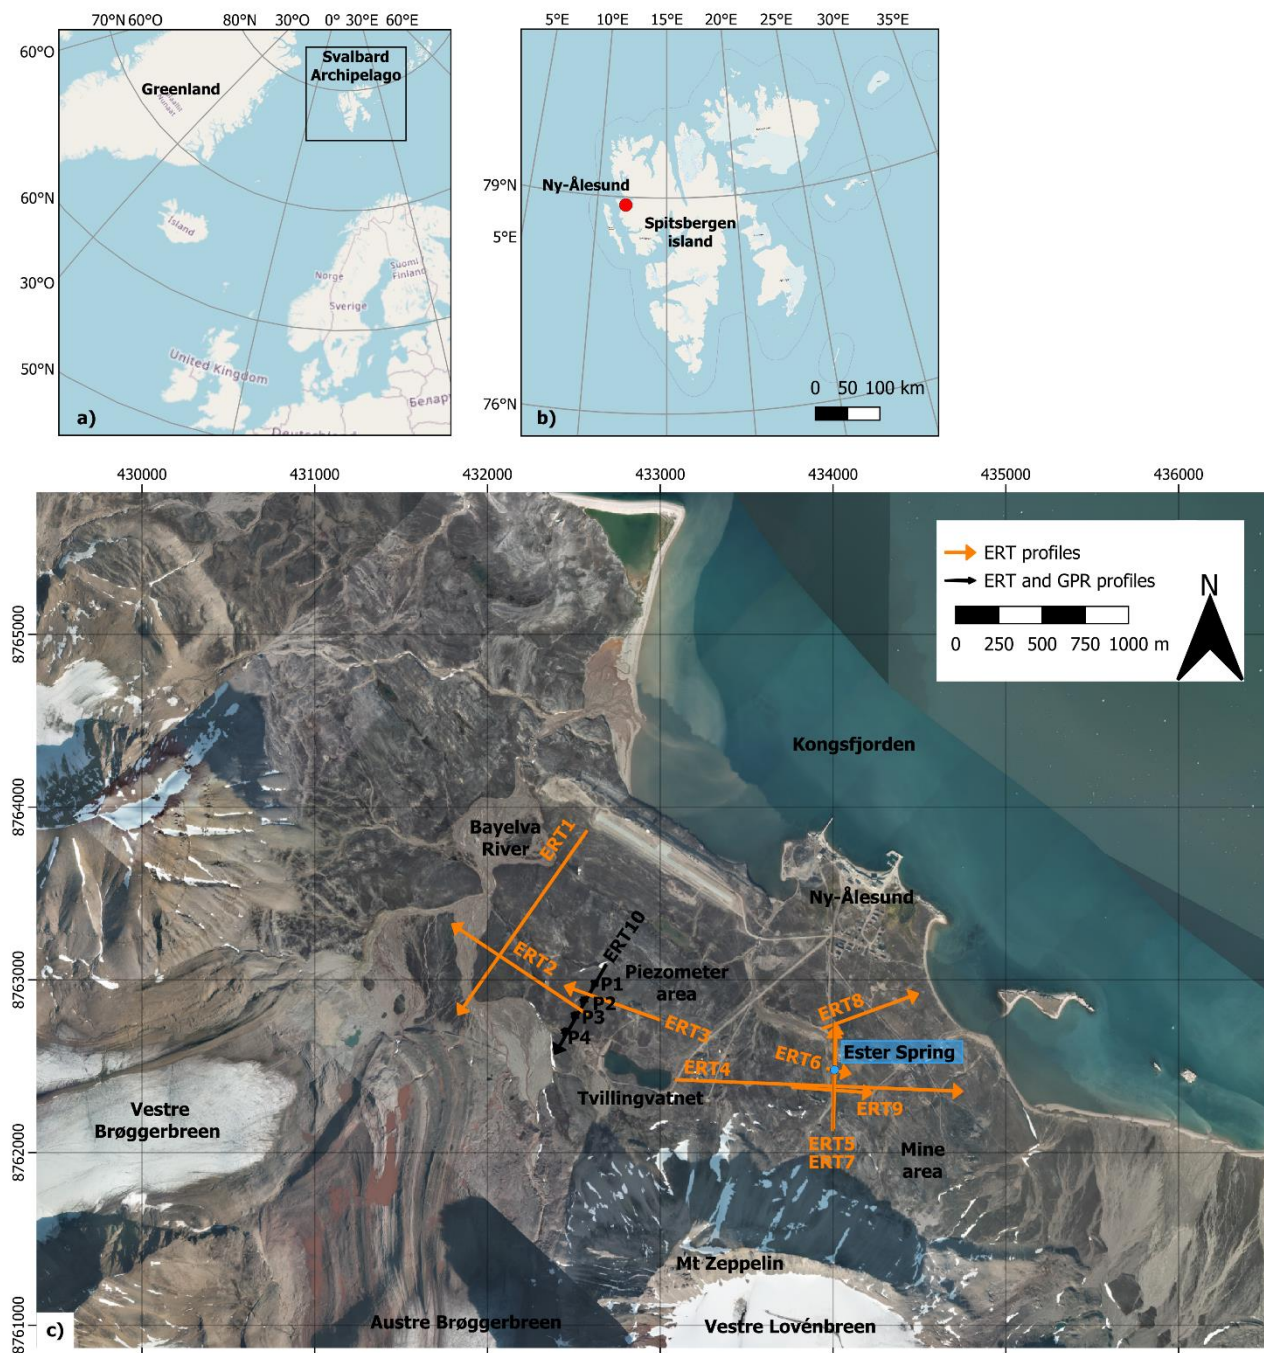 70°N 60°O 80°N 30°O 0° 30°E 60°E
60°O
60°N
30°O
50°N
Svalbard
Archipelago
Greenland
Kalaallit
Nunaat
Ísland
Norge
Suomi
Finland
Sverige
United Kingdom
Беларусь
Deutschland
a)
5°E 10°E 15°E 20°E 25°E 30°E 35°E
79°N
5°E
76°N
Ny-Ålesund
Spitsbergen
island
0 50 100 km
b)
430000 431000 432000 433000 434000 435000 436000
8765000
8764000
8763000
8762000
8761000
ERT profiles
ERT and GPR profiles
0 250 500 750 1000 m
N
Kongsfjorden
Bayelva
River
ERT1
Ny-Ålesund
ERT10
ERT2
Piezometer
area
P1
P2
P3
P4
ERT3
ERT8
ERT6
Ester Spring
ERT4
ERT9
Tvillingvatnet
Vestre
Brøggerbreen
ERT5
ERT7
Mine
area
Mt Zeppelin
Austre Brøggerbreen
Vestre Lovénbreen
c)